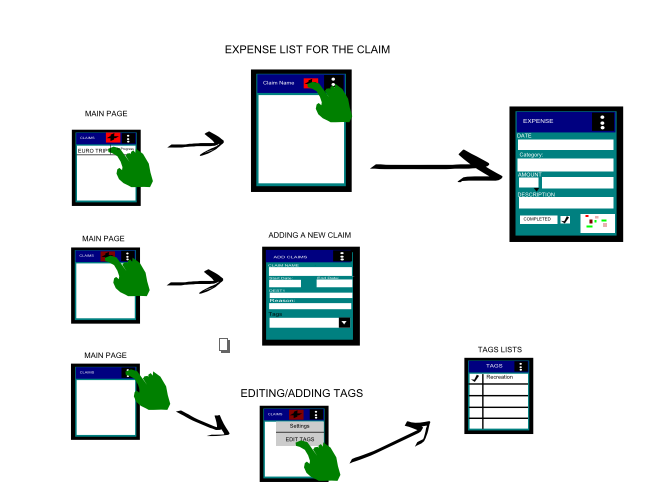 EXPENSE LIST FOR THE CLAIM
Claim Name
MAIN PAGE
CLAIMS
EURO TRIP
EXPENSE
DATE
Category:
AMOUNT
DESCRIPTION
COMPLETED
MAIN PAGE
CLAIMS
ADDING A NEW CLAIM
ADD CLAIMS
CLAIM NAME
Start Date: End Date:
DEST1
Reason:
Tags
MAIN PAGE
CLAIMS
EDITING/ADDING TAGS
CLAIMS
Settings
EDIT TAGS
TAGS LISTS
TAGS
Recreation